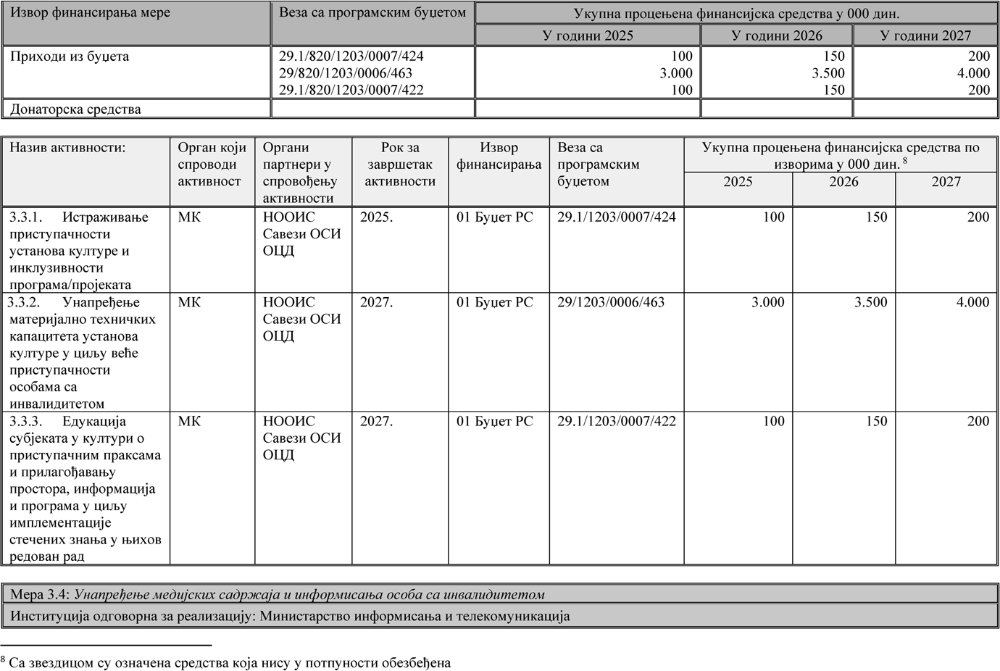 Извор финансирања мере
Веза са програмским буџетом
Укупна процењена финансијска средства у 000 дин.
У години 2025
У години 2026
У години 2027
Приходи из буџета
29.1/820/1203/0007/424 100 150 200
29/820/1203/0006/463 3.000 3.500 4.000
29.1/820/1203/0007/422 100 150 200
Донаторска средства
Назив активности:
Орган који
спроводи
активност
Органи
партнери у
спровођењу
активности
Рок за
завршетак
активности
Извор
финансирања
Веза са
програмским
буџетом
Укупна процењена финансијска средства по
изворима у 000 дин. 8
2025
2026
2027
3.3.1. Истраживање
приступачности
установа културе и
инклузивности
програма/пројеката
МК
НООИС
Савези ОСИ
ОЦД
2025.
01 Буџет РС
29.1/1203/0007/424
100
150
200
3.3.2. Унапређење
материјално техничких
капацитета установа
културе у циљу веће
приступачности
особама са
инвалидитетом
МК
НООИС
Савези ОСИ
ОЦД
2027.
01 Буџет РС
29/1203/0006/463
3.000
3.500
4.000
3.3.3. Едукација
субјеката у култури о
приступачним праксама
и прилагођавању
простора, информација
и програма у циљу
имплементације
стечених знања у њихов
редован рад
МК
НООИС
Савези ОСИ
ОЦД
2027.
01 Буџет РС
29.1/1203/0007/422
100
150
200
Мера 3.4: Унапређење медијских садржаја и информисања особа са инвалидитетом
Институција одговорна за реализацију: Министарство информисања и телекомуникација
8 Са звездицом су означена средства која нису у потпуности обезбеђена